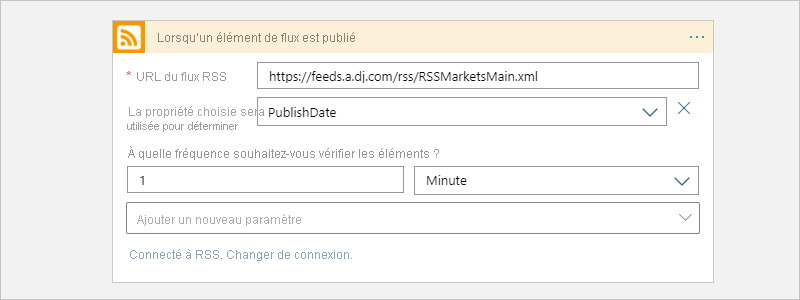 Lorsqu'un élément de flux est publié
* URL du flux RSS
https://feeds.a.dj.com/rss/RSSMarketsMain.xml
La propriété choisie sera
utilisée pour déterminer
PublishDate
À quelle fréquence souhaitez-vous vérifier les éléments ?
1
Minute
Ajouter un nouveau paramètre
Connecté à RSS. Changer de connexion.